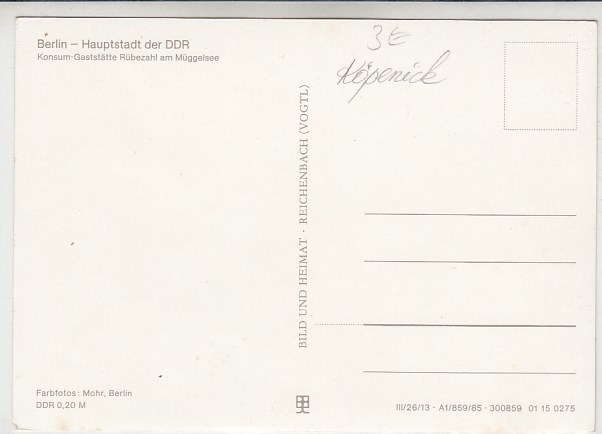 Berlin – Hauptstadt der DDR
Konsum-Gaststätte Rübezahl am Müggelsee
3 €
Köpenick
BILD UND HEIMAT · REICHENBACH (VOGTL)
Farbfotos: Mohr, Berlin
DDR 0,20 M
III/26/13 · A1/859/85 · 300859 01 15 0275